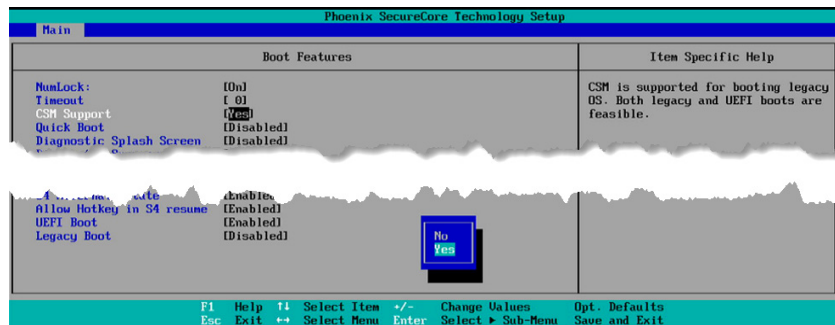 Phoenix SecureCore Technology Setup
Main
Boot Features
Item Specific Help
NumLock: [On]
Timeout [ 0]
CSM Support [Yes]
Quick Boot [Disabled]
Diagnostic Splash Screen [Disabled]
CSM is supported for booting legacy
OS. Both legacy and UEFI boots are
feasible.
[Enable
Allow Hotkey in S4 resume [Enabled]
UEFI Boot [Enabled]
Legacy Boot [Disabled]
No
Yes
F1 Help ↑↓ Select Item +/- Change Values Opt. Defaults
Esc Exit ↔ Select Menu Enter Select ▶ Sub-Menu Save and Exit